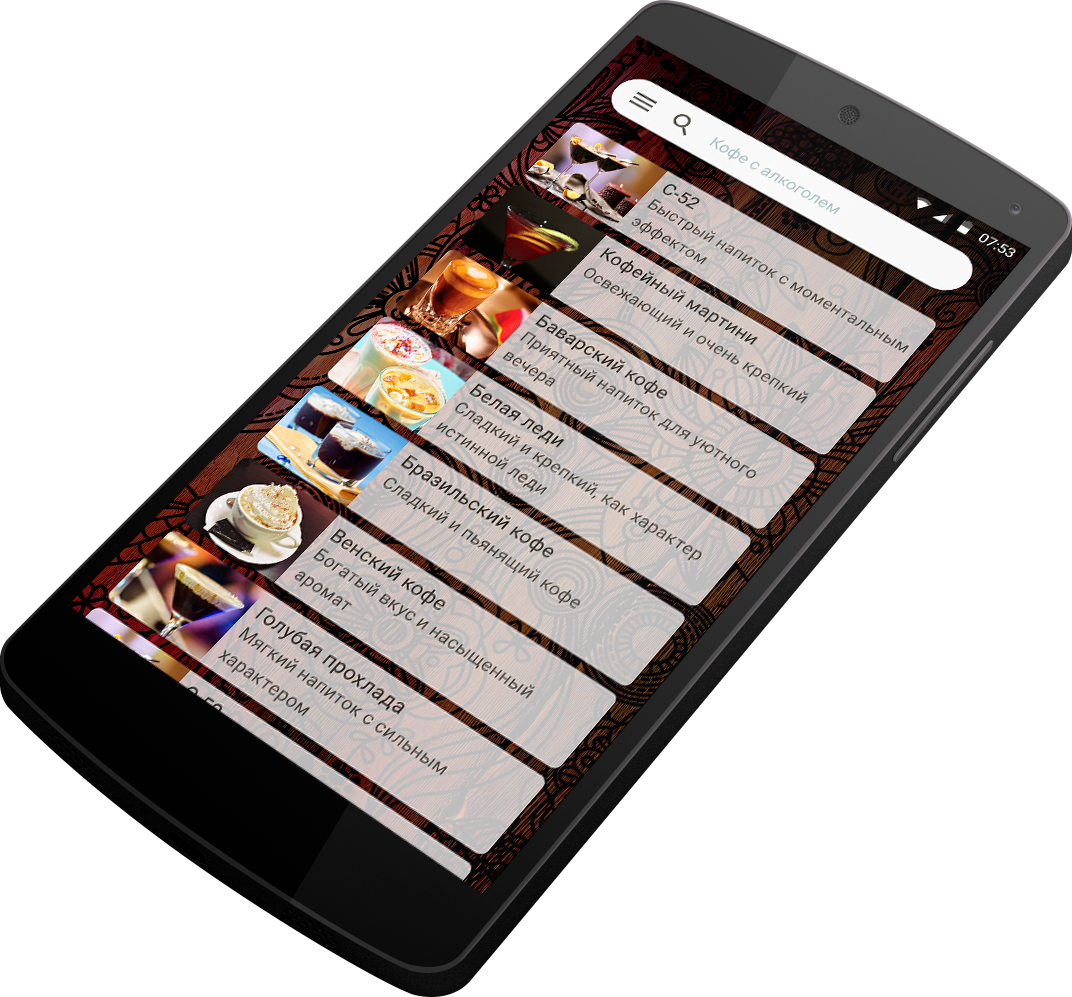 07:53
Кофе с алкоголем
С-52
Быстрый напиток с моментальным
эффектом
Кофейный мартини
Освежающий и очень крепкий
Баварский кофе
Приятный напиток для уютного
вечера
Белая леди
Сладкий и крепкий, как характер
истинной леди
Бразильский кофе
Сладкий и пьянящий кофе
Венский кофе
Богатый вкус и насыщенный
аромат
Голубая прохлада
Мягкий напиток с сильным
характером